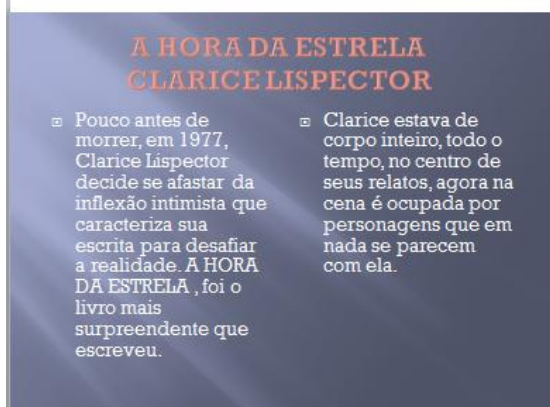 A HORA DA ESTRELA
CLARICE LISPECTOR
Pouco antes de
morrer, em 1977,
Clarice Lispector
decide se afastar da
inflexão intimista que
caracteriza sua
escrita para desafiar
a realidade. A HORA
DA ESTRELA , foi o
livro mais
surpreendente que
escreveu.
Clarice estava de
corpo inteiro, todo o
tempo, no centro de
seus relatos, agora na
cena é ocupada por
personagens que em
nada se parecem
com ela.